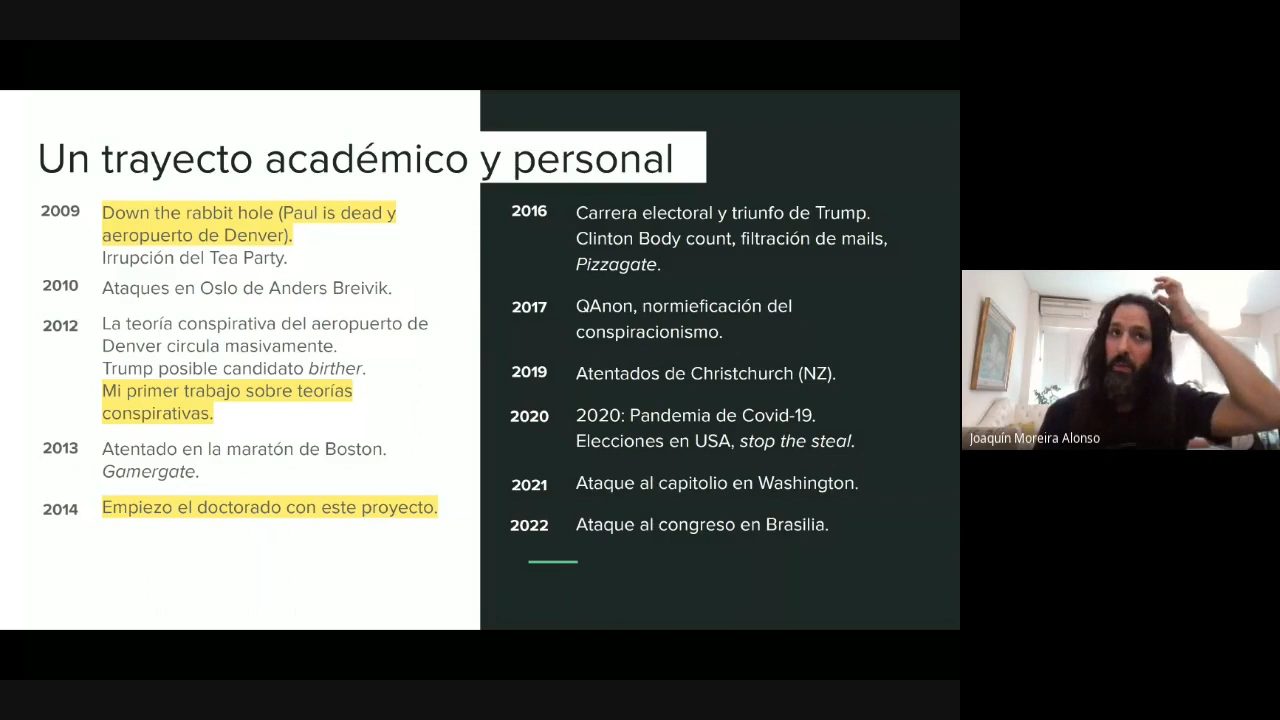 Un trayecto académico y personal
2009
Down the rabbit hole (Paul is dead y
aeropuerto de Denver).
Irrupción del Tea Party.
2010
Ataques en Oslo de Anders Breivik.
2012
La teoría conspirativa del aeropuerto de
Denver circula masivamente.
Trump posible candidato birther.
Mi primer trabajo sobre teorías
conspirativas.
2013
Atentado en la maratón de Boston.
Gamergate.
2014
Empiezo el doctorado con este proyecto.
2016
Carrera electoral y triunfo de Trump.
Clinton Body count, filtración de mails,
Pizzagate.
2017
QAnon, normieficación del
conspiracionismo.
2019
Atentados de Christchurch (NZ).
2020
2020: Pandemia de Covid-19.
Elecciones en USA, stop the steal.
2021
Ataque al capitolio en Washington.
2022
Ataque al congreso en Brasilia.
Joaquín Moreira Alonso